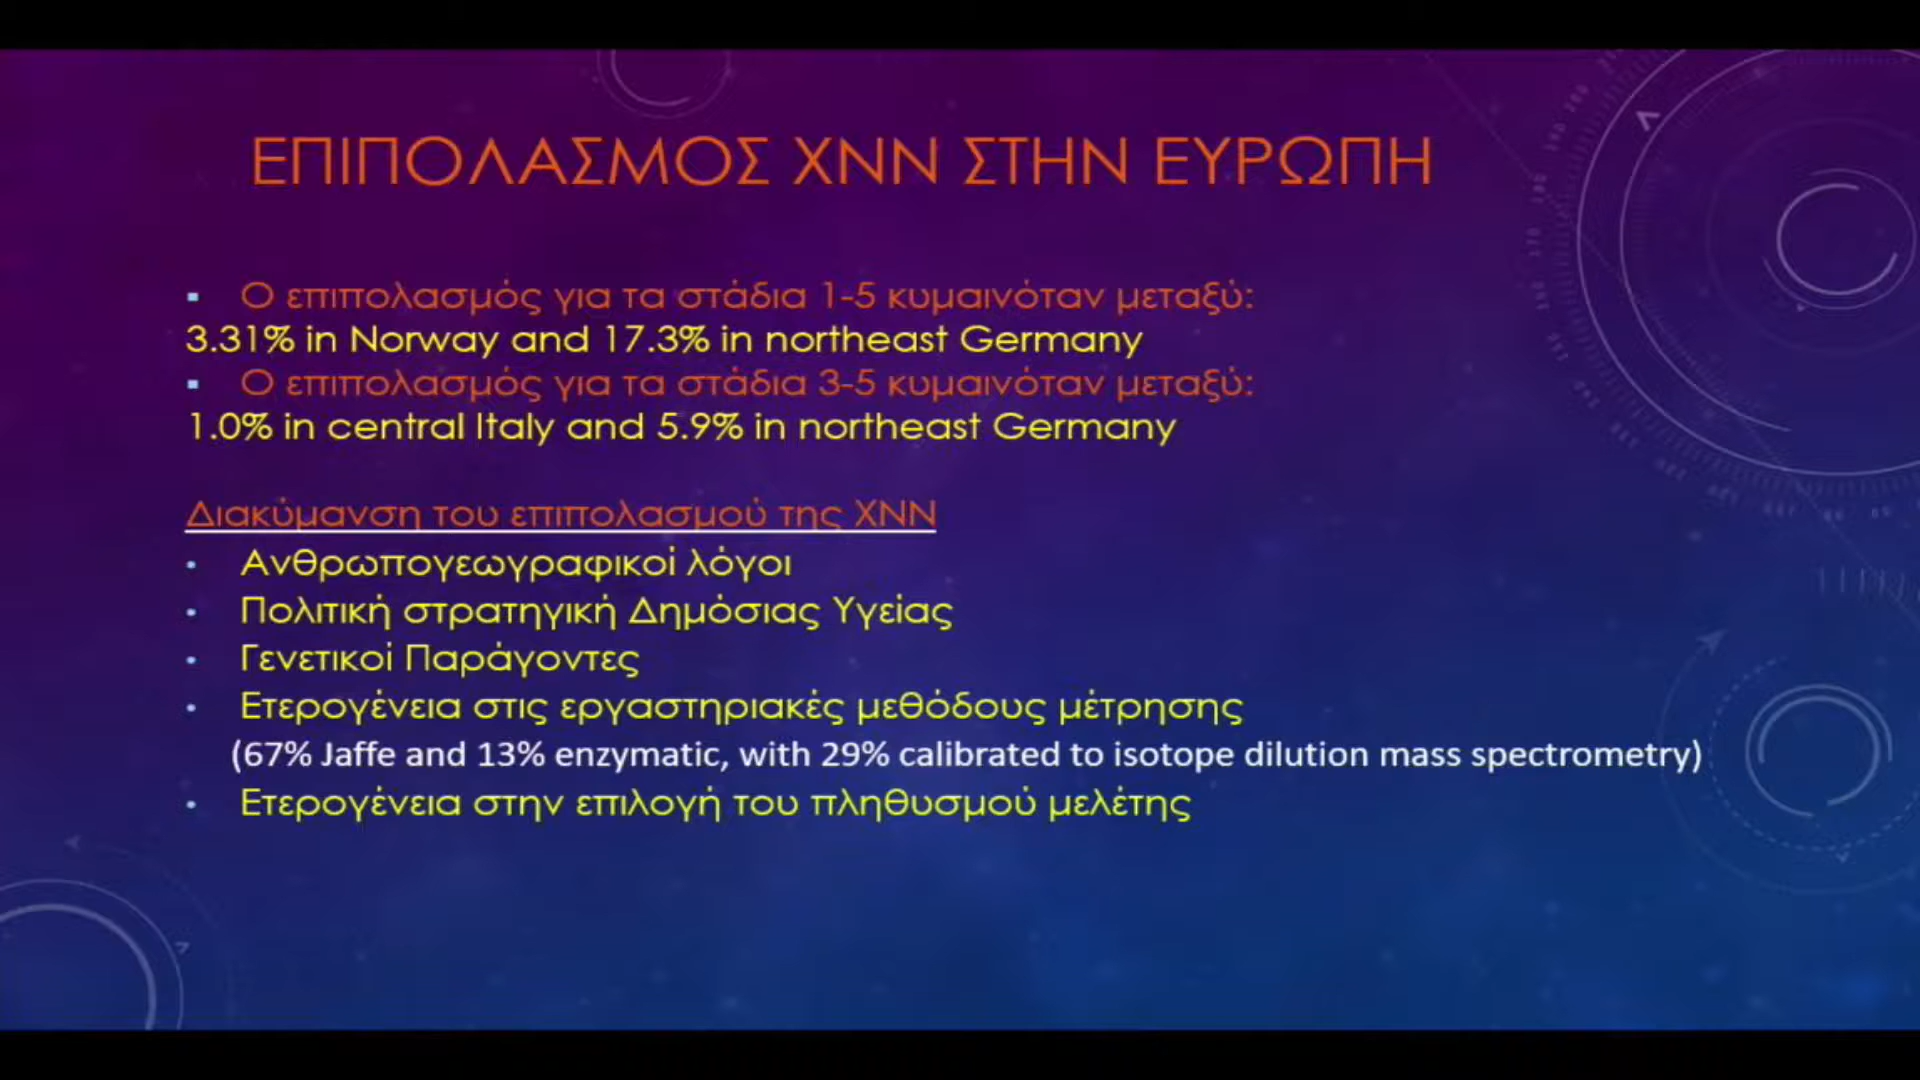 ΕΠΙΠΟΛΑΣΜΟΣ ΧΝΝ ΣΤΗΝ ΕΥΡΩΠΗ
▪ Ο επιπολασμός για τα στάδια 1-5 κυμαινόταν μεταξύ:
3.31% in Norway and 17.3% in northeast Germany
▪ Ο επιπολασμός για τα στάδια 3-5 κυμαινόταν μεταξύ:
1.0% in central Italy and 5.9% in northeast Germany
Διακύμανση του επιπολασμού της ΧΝΝ
• Ανθρωπογεωγραφικοί λόγοι
• Πολιτική στρατηγική Δημόσιας Υγείας
• Γενετικοί Παράγοντες
• Ετερογένεια στις εργαστηριακές μεθόδους μέτρησης
(67% Jaffe and 13% enzymatic, with 29% calibrated to isotope dilution mass spectrometry)
• Ετερογένεια στην επιλογή του πληθυσμού μελέτης